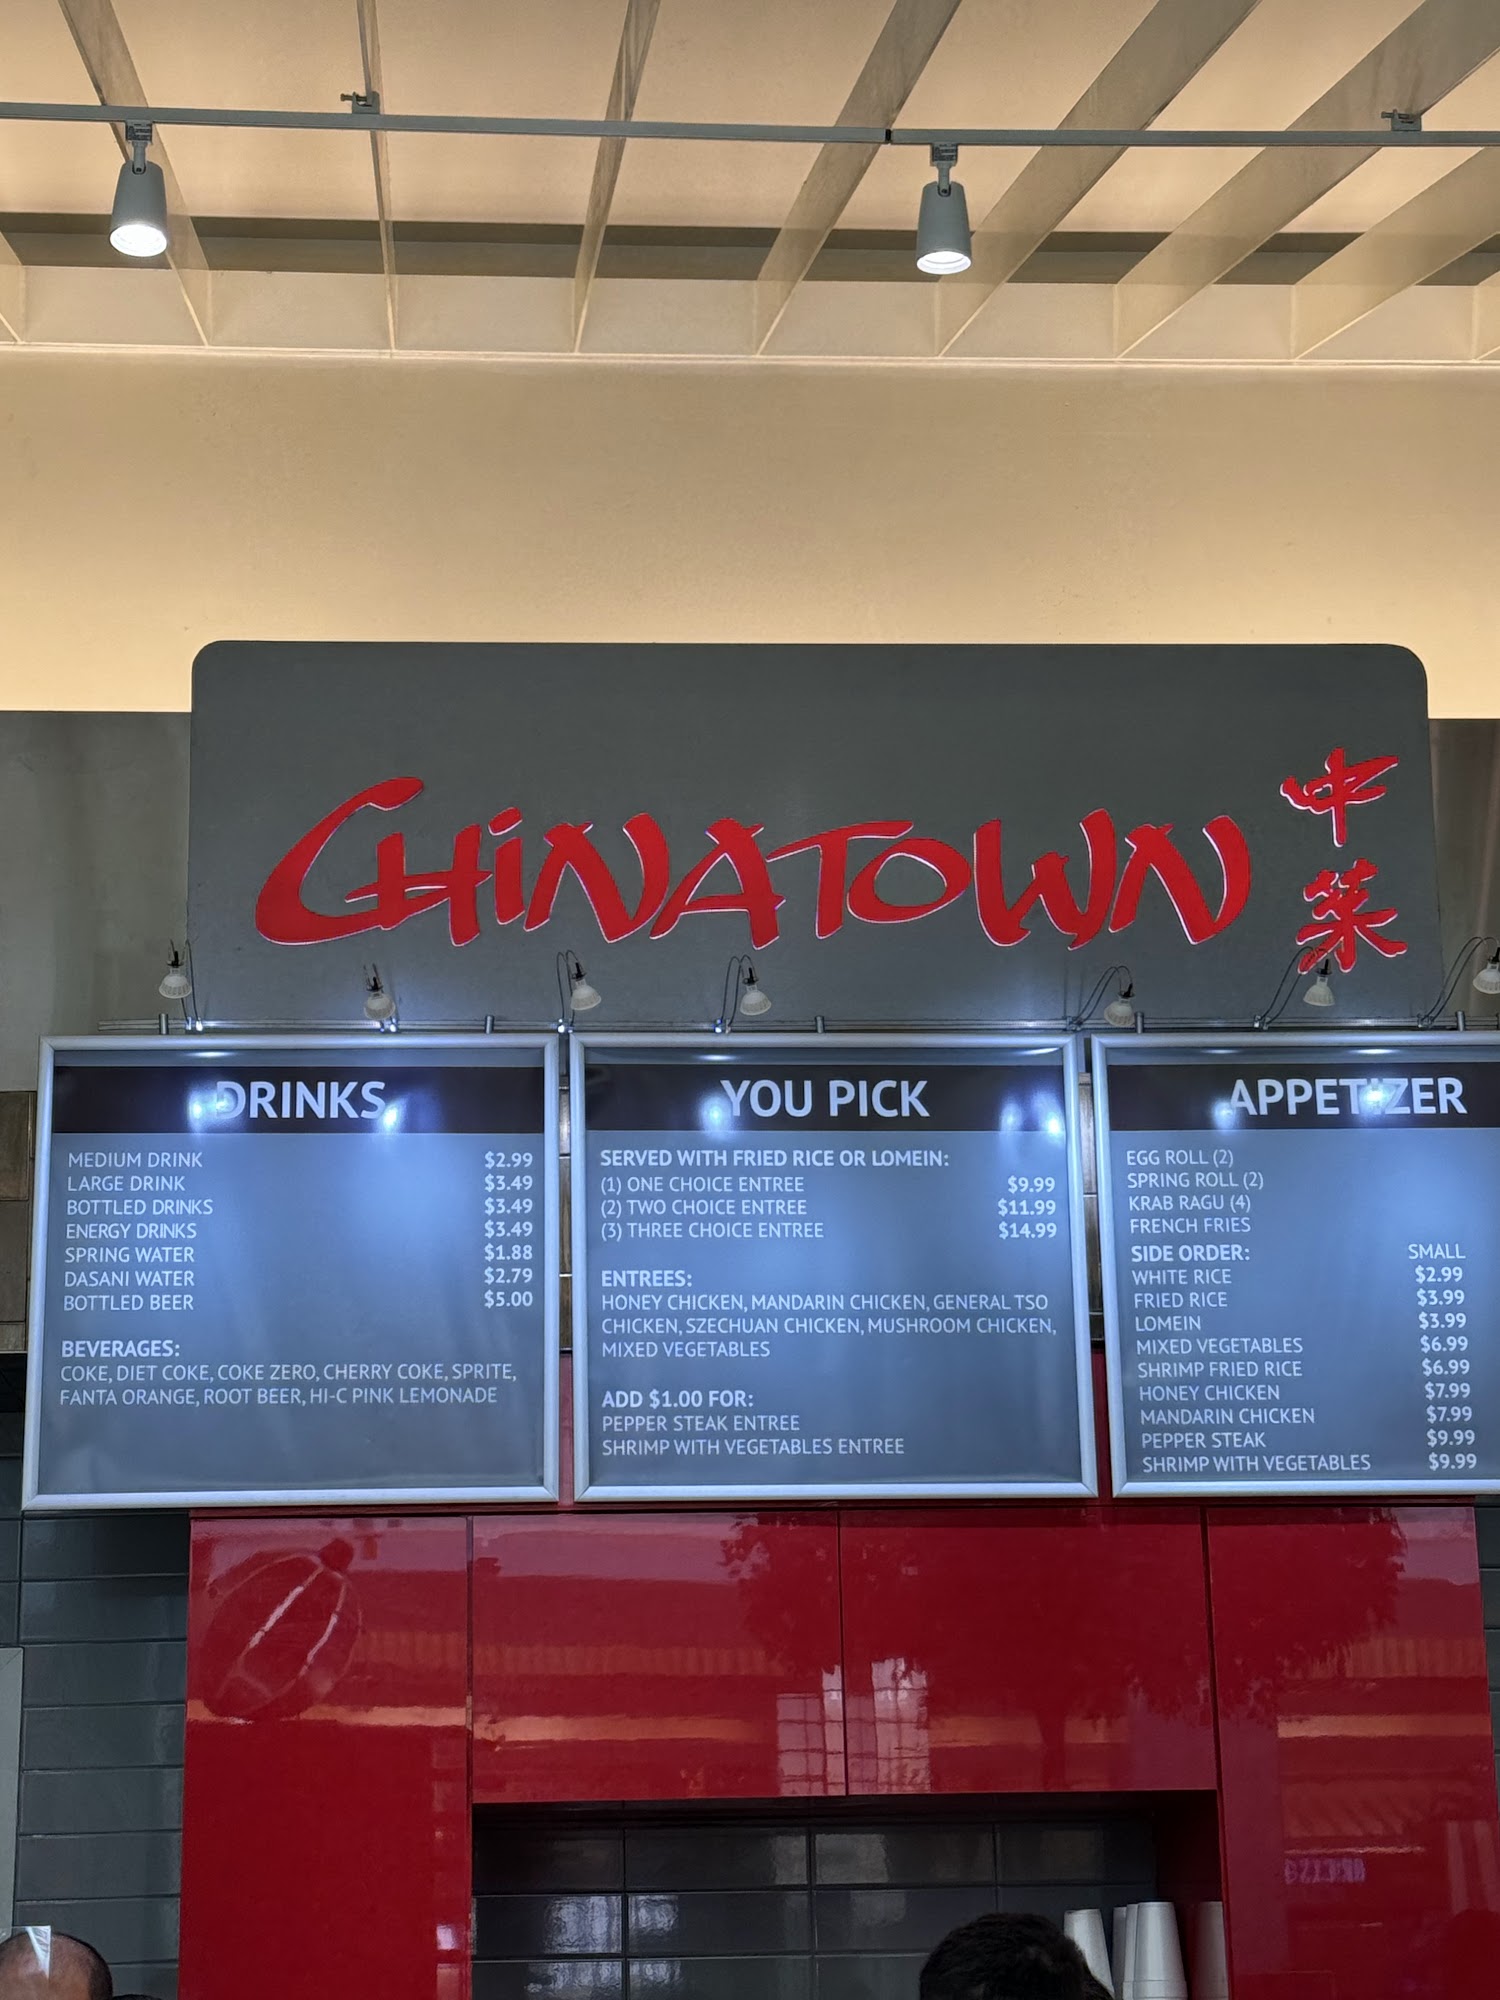 CHINATOWN
中
菜
DRINKS
MEDIUM DRINK $2.99
LARGE DRINK $3.49
BOTTLED DRINKS $3.49
ENERGY DRINKS $3.49
SPRING WATER $1.88
DASANI WATER $2.79
BOTTLED BEER $5.00
BEVERAGES:
COKE, DIET COKE, COKE ZERO, CHERRY COKE, SPRITE,
FANTA ORANGE, ROOT BEER, HI-C PINK LEMONADE
YOU PICK
SERVED WITH FRIED RICE OR LOMEIN:
(1) ONE CHOICE ENTREE $9.99
(2) TWO CHOICE ENTREE $11.99
(3) THREE CHOICE ENTREE $14.99
ENTREES:
HONEY CHICKEN, MANDARIN CHICKEN, GENERAL TSO
CHICKEN, SZECHUAN CHICKEN, MUSHROOM CHICKEN,
MIXED VEGETABLES
ADD $1.00 FOR:
PEPPER STEAK ENTREE
SHRIMP WITH VEGETABLES ENTREE
APPETIZER
EGG ROLL (2)
SPRING ROLL (2)
KRAB RAGU (4)
FRENCH FRIES
SIDE ORDER: SMALL
WHITE RICE $2.99
FRIED RICE $3.99
LOMEIN $3.99
MIXED VEGETABLES $6.99
SHRIMP FRIED RICE $6.99
HONEY CHICKEN $7.99
MANDARIN CHICKEN $7.99
PEPPER STEAK $9.99
SHRIMP WITH VEGETABLES $9.99